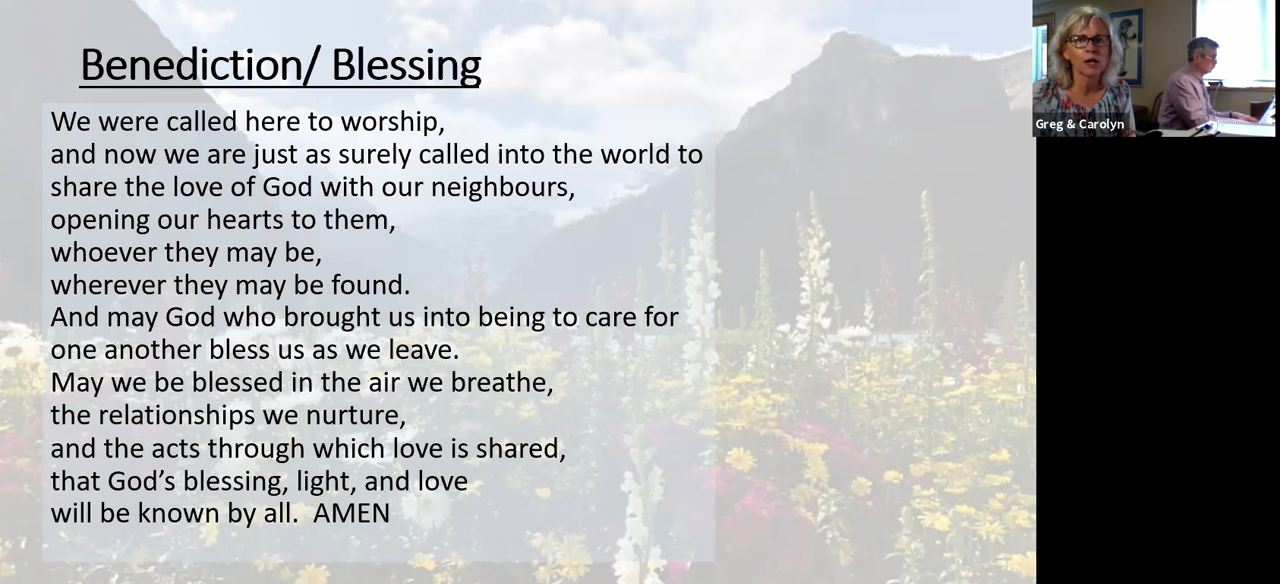 Benediction/ Blessing
We were called here to worship,
and now we are just as surely called into the world to
share the love of God with our neighbours,
opening our hearts to them,
whoever they may be,
wherever they may be found.
And may God who brought us into being to care for
one another bless us as we leave.
May we be blessed in the air we breathe,
the relationships we nurture,
and the acts through which love is shared,
that God’s blessing, light, and love
will be known by all.  AMEN
Greg & Carolyn